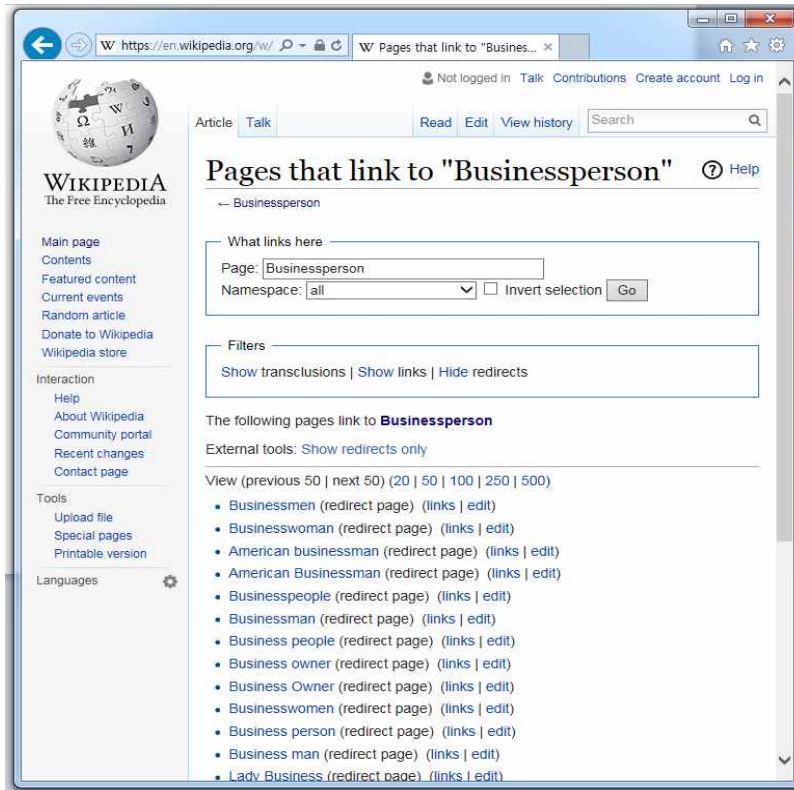 https://en.wikipedia.org/w/
W Pages that link to "Busines...
Not logged in Talk Contributions Create account Log in
Article Talk Read Edit View history Search
WIKIPEDIA
The Free Encyclopedia
Pages that link to "Businessperson"
Help
← Businessperson
Main page
Contents
Featured content
Current events
Random article
Donate to Wikipedia
Wikipedia store
Interaction
Help
About Wikipedia
Community portal
Recent changes
Contact page
Tools
Upload file
Special pages
Printable version
Languages
What links here
Page: Businessperson
Namespace: all Invert selection Go
Filters
Show transclusions | Show links | Hide redirects
The following pages link to Businessperson
External tools: Show redirects only
View (previous 50 | next 50) (20 | 50 | 100 | 250 | 500)
• Businessmen (redirect page) (links | edit)
• Businesswoman (redirect page) (links | edit)
• American businessman (redirect page) (links | edit)
• American Businessman (redirect page) (links | edit)
• Businesspeople (redirect page) (links | edit)
• Businessman (redirect page) (links | edit)
• Business people (redirect page) (links | edit)
• Business owner (redirect page) (links | edit)
• Business Owner (redirect page) (links | edit)
• Businesswomen (redirect page) (links | edit)
• Business person (redirect page) (links | edit)
• Business man (redirect page) (links | edit)
• Lady Business (redirect page) (links | edit)